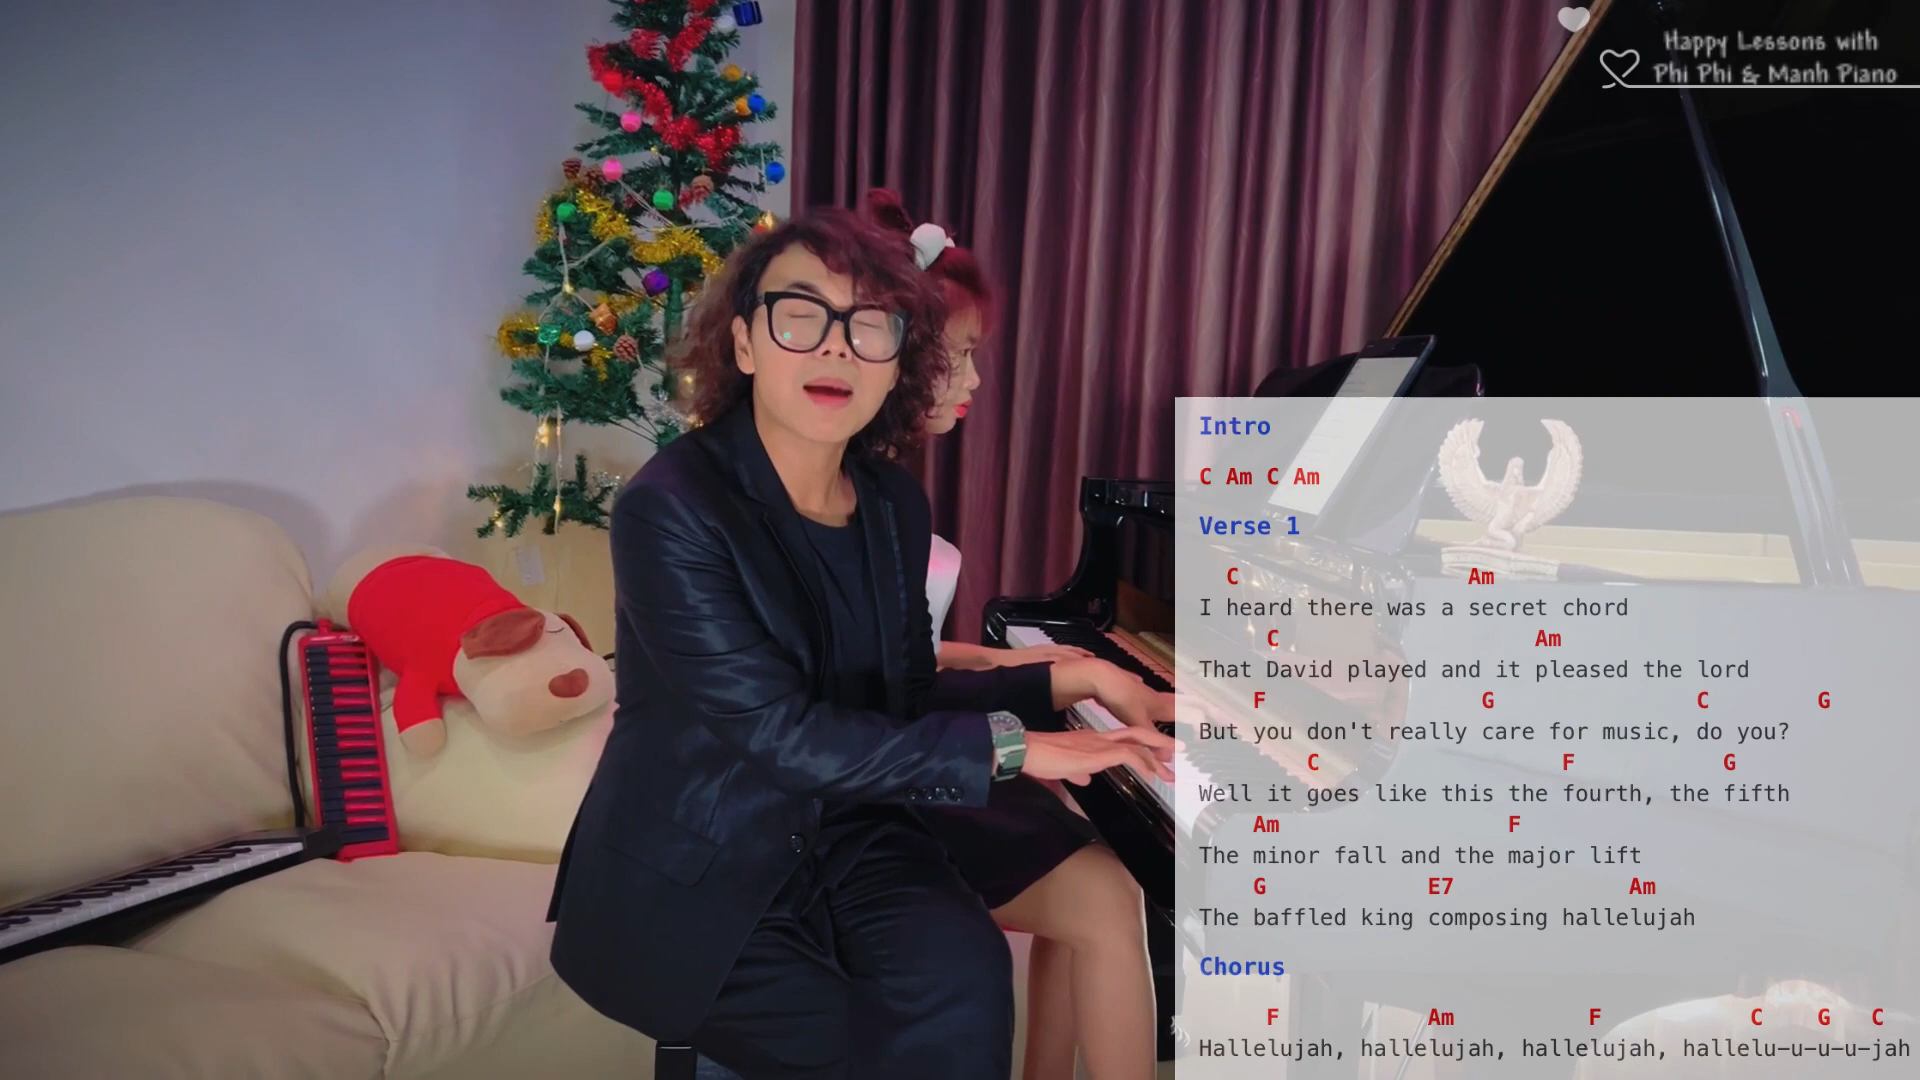 Happy Lessons with
Phi Phi & Manh Piano
Intro
C Am C Am
Verse 1
C Am
I heard there was a secret chord
C Am
That David played and it pleased the lord
F G C G
But you don't really care for music, do you?
C F G
Well it goes like this the fourth, the fifth
Am F
The minor fall and the major lift
G E7 Am
The baffled king composing hallelujah
Chorus
F Am F C G C
Hallelujah, hallelujah, hallelujah, hallelu-u-u-u-jah